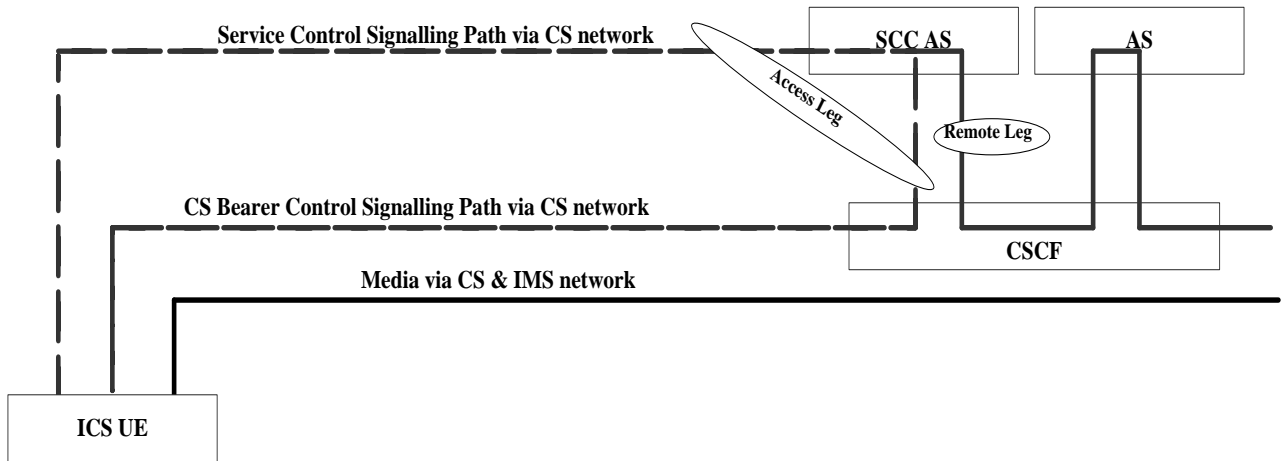 Service Control Signalling Path via CS network
SCC AS
AS
Access Leg
Remote Leg
CS Bearer Control Signalling Path via CS network
CSCF
Media via CS & IMS network
ICS UE